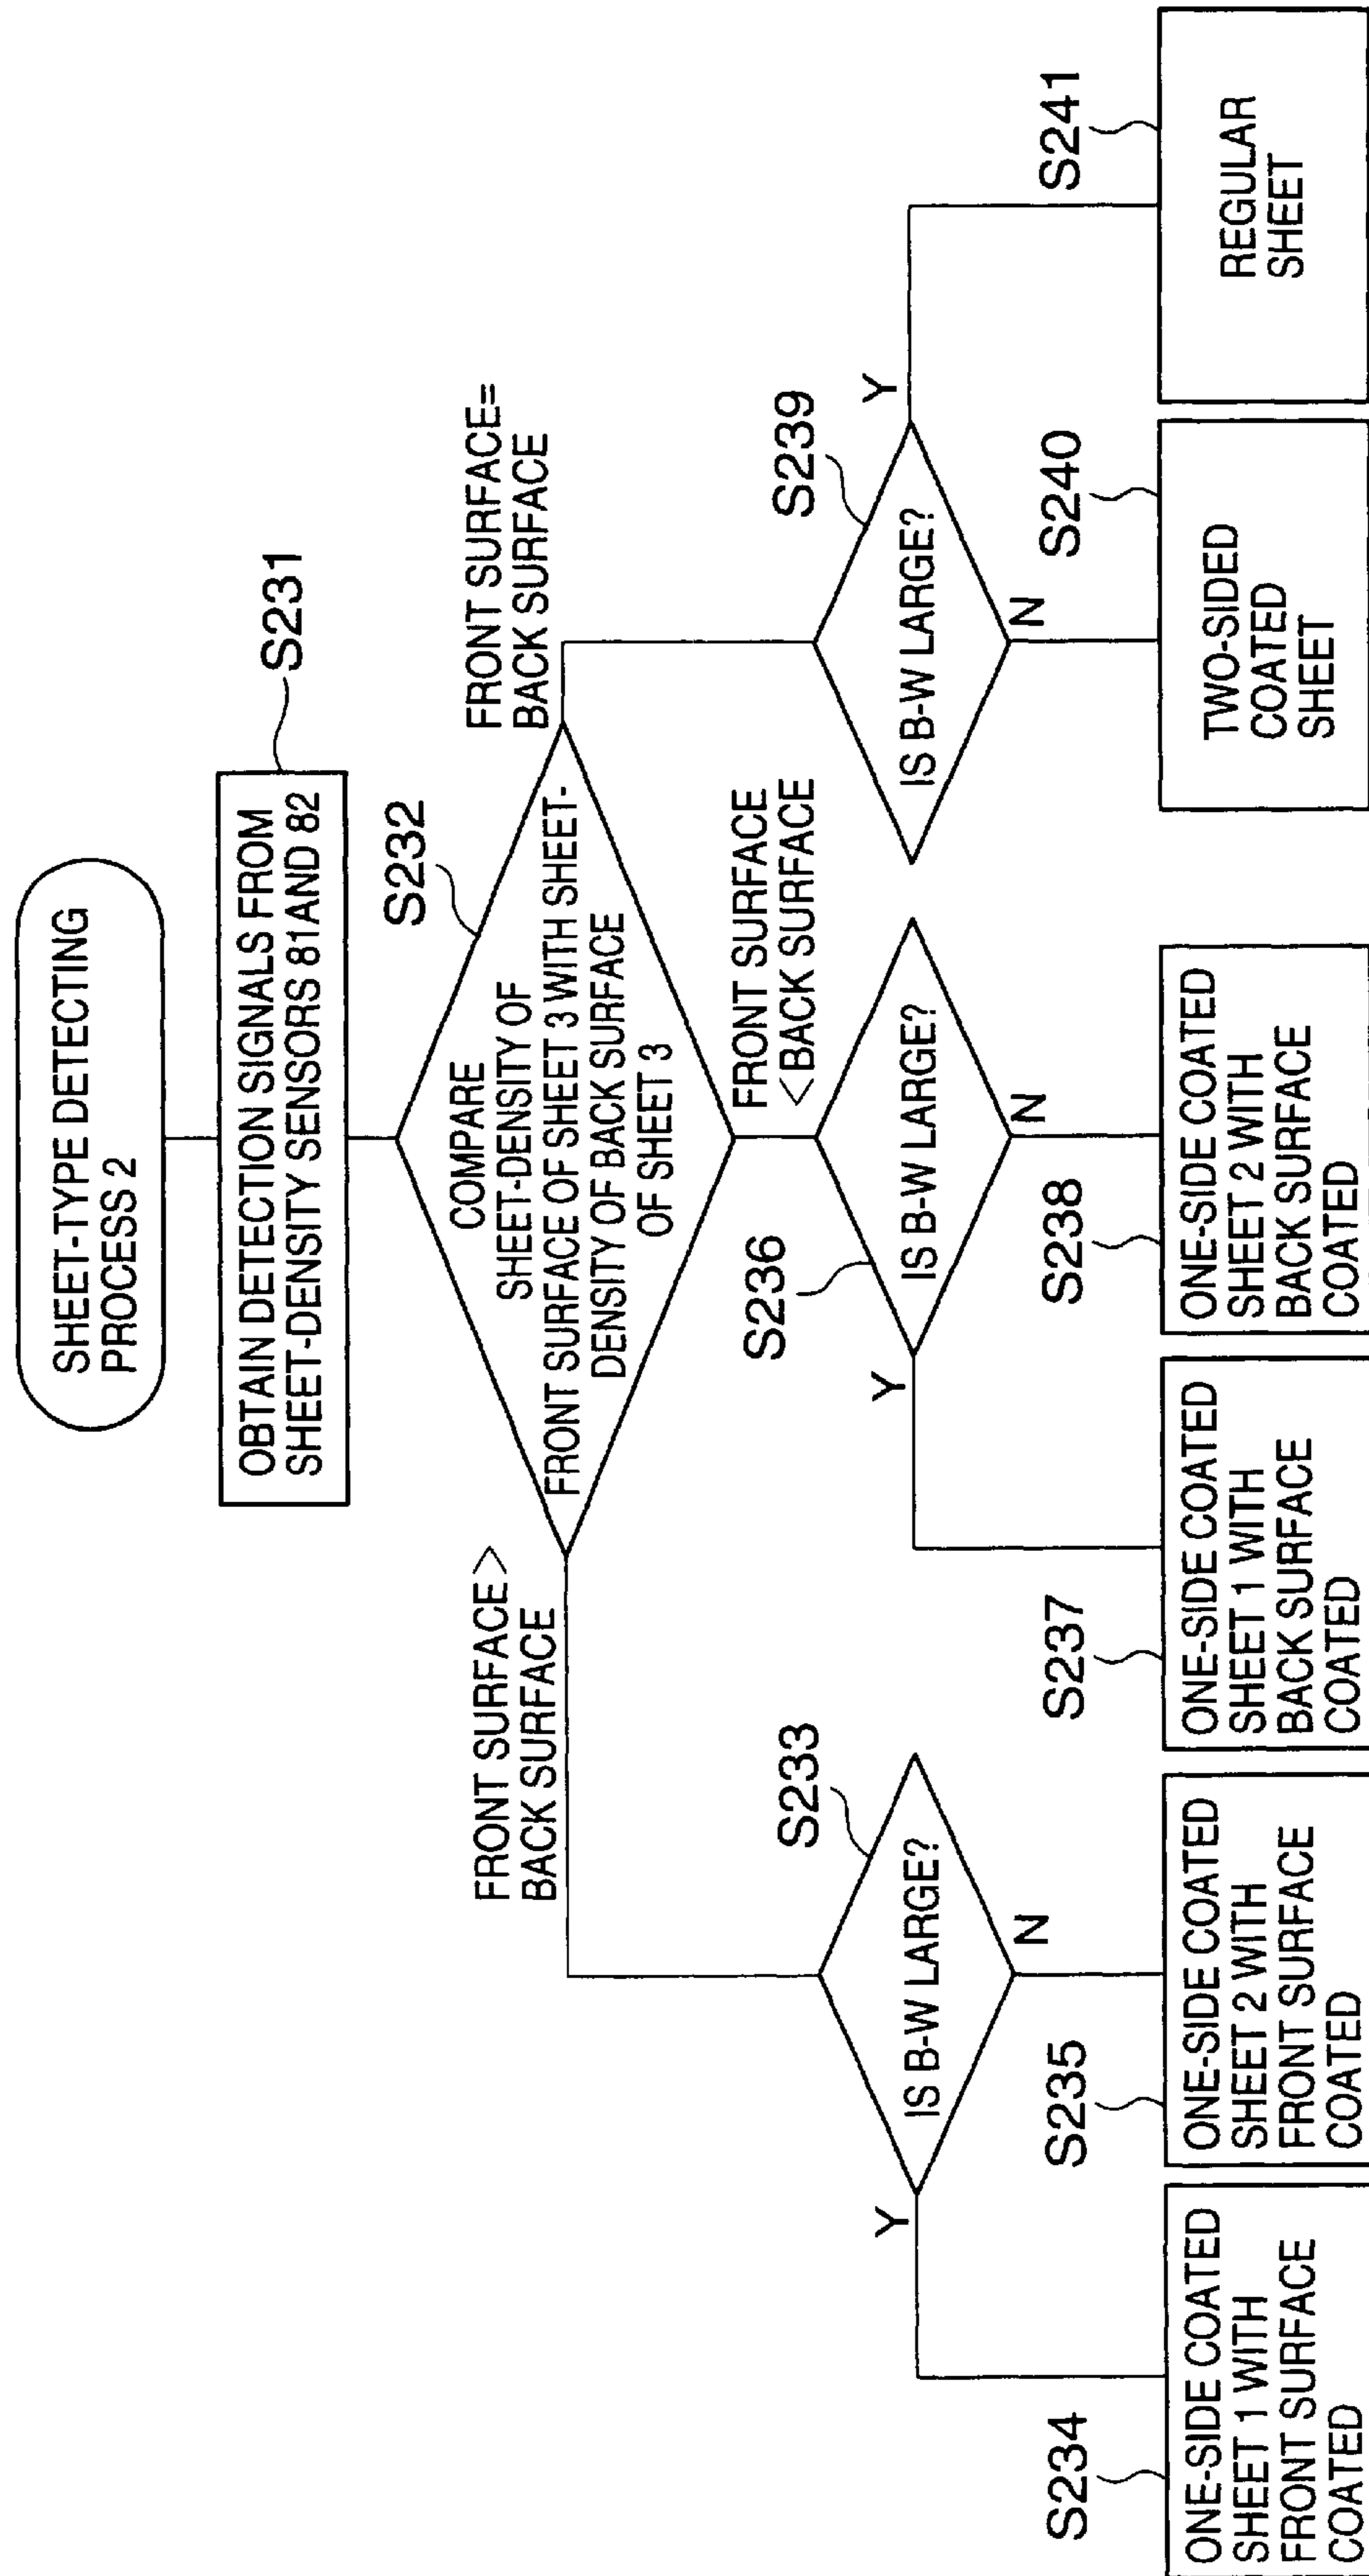 SHEET-TYPE DETECTING
PROCESS 2
S231
OBTAIN DETECTION SIGNALS FROM
SHEET-DENSITY SENSORS 81AND 82
S232
COMPARE
SHEET-DENSITY OF
FRONT SURFACE OF SHEET 3 WITH SHEET-
DENSITY OF BACK SURFACE
OF SHEET 3
FRONT SURFACE>
BACK SURFACE
FRONT SURFACE
<BACK SURFACE
FRONT SURFACE=
BACK SURFACE
S233
IS B-W LARGE?
Y
N
S236
IS B-W LARGE?
Y
N
S239
IS B-W LARGE?
Y
N
S234
ONE-SIDE COATED
SHEET 1 WITH
FRONT SURFACE
COATED
S235
ONE-SIDE COATED
SHEET 2 WITH
FRONT SURFACE
COATED
S237
ONE-SIDE COATED
SHEET 1 WITH
BACK SURFACE
COATED
S238
ONE-SIDE COATED
SHEET 2 WITH
BACK SURFACE
COATED
S240
TWO-SIDED
COATED
SHEET
S241
REGULAR
SHEET